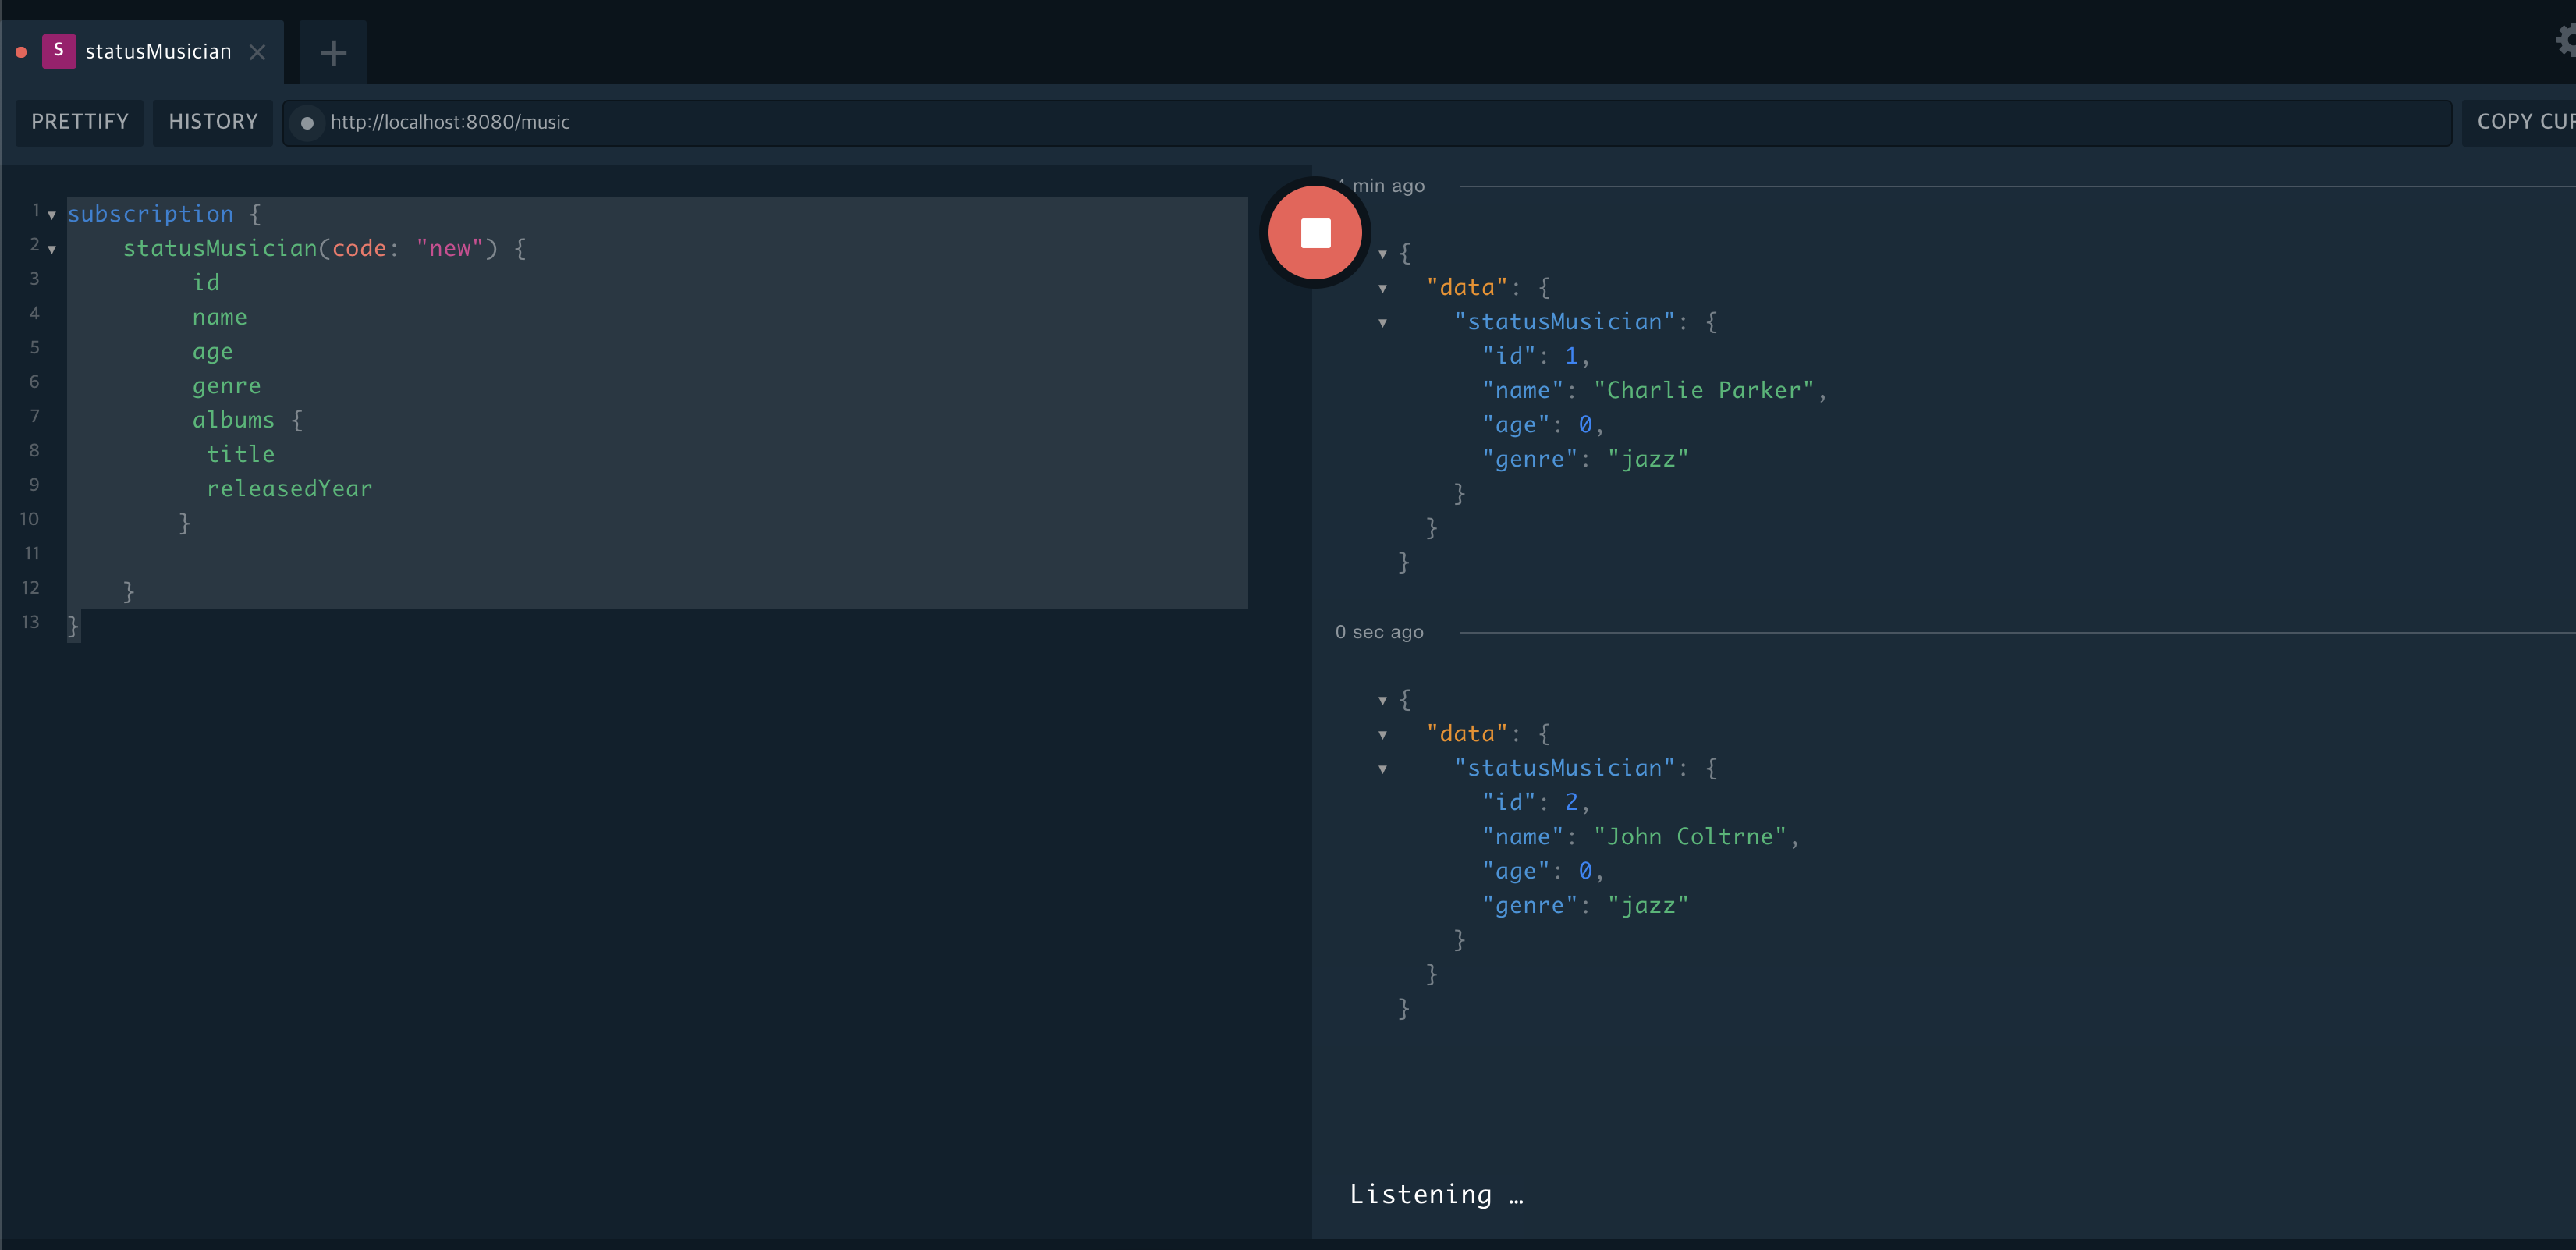 S statusMusician
PRETTIFY HISTORY http://localhost:8080/music COPY CUR
1 subscription {
2 statusMusician(code: "new") {
3 id
4 name
5 age
6 genre
7 albums {
8 title
9 releasedYear
10 }
11
12 }
13 }
min ago
{
"data": {
"statusMusician": {
"id": 1,
"name": "Charlie Parker",
"age": 0,
"genre": "jazz"
}
}
}
0 sec ago
{
"data": {
"statusMusician": {
"id": 2,
"name": "John Coltrne",
"age": 0,
"genre": "jazz"
}
}
}
Listening …